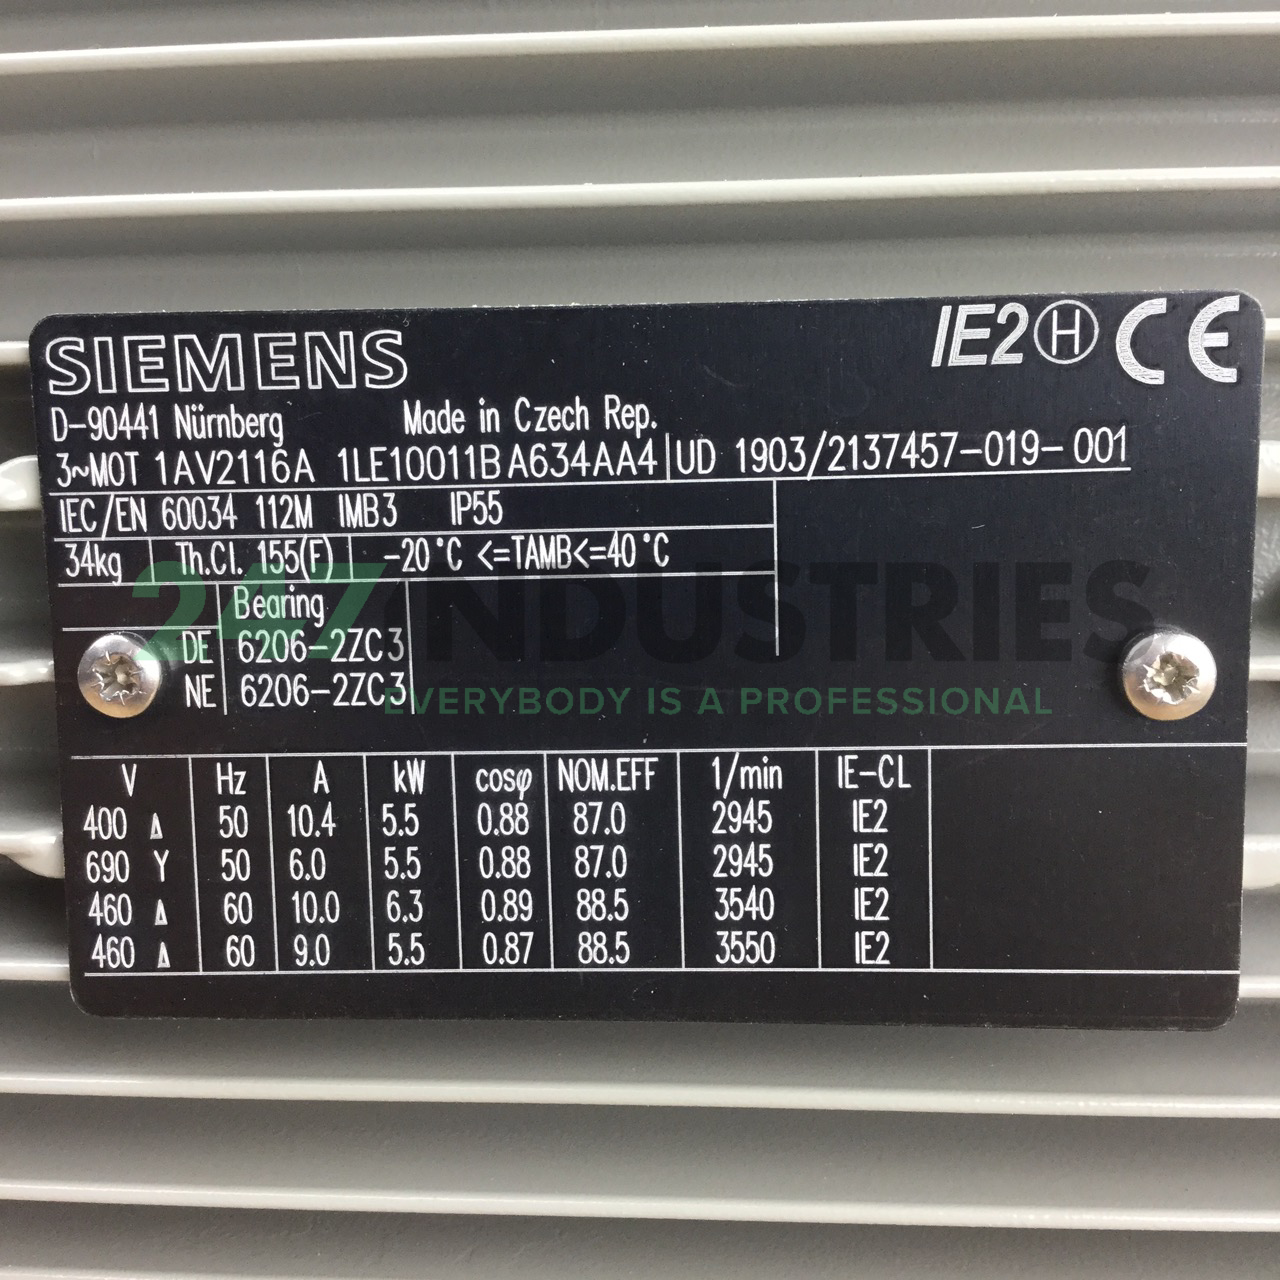 SIEMENS IE2 H CE
D-90441 Nürnberg Made in Czech Rep.
3~MOT 1AV2116A 1LE10011BA634AA4 UD 1903/2137457-019-001
IEC/EN 60034 112M IMB3 IP55
34kg Th.Cl. 155(F) -20°C <=TAMB<=40°C
247 INDUSTRIES
Bearing
DE 6206-2ZC3
NE 6206-2ZC3
EVERYBODY IS A PROFESSIONAL
V Hz A kW cosφ NOM.EFF 1/min IE-CL
400 Δ 50 10.4 5.5 0.88 87.0 2945 IE2
690 Y 50 6.0 5.5 0.88 87.0 2945 IE2
460 Δ 60 10.0 6.3 0.89 88.5 3540 IE2
460 Δ 60 9.0 5.5 0.87 88.5 3550 IE2